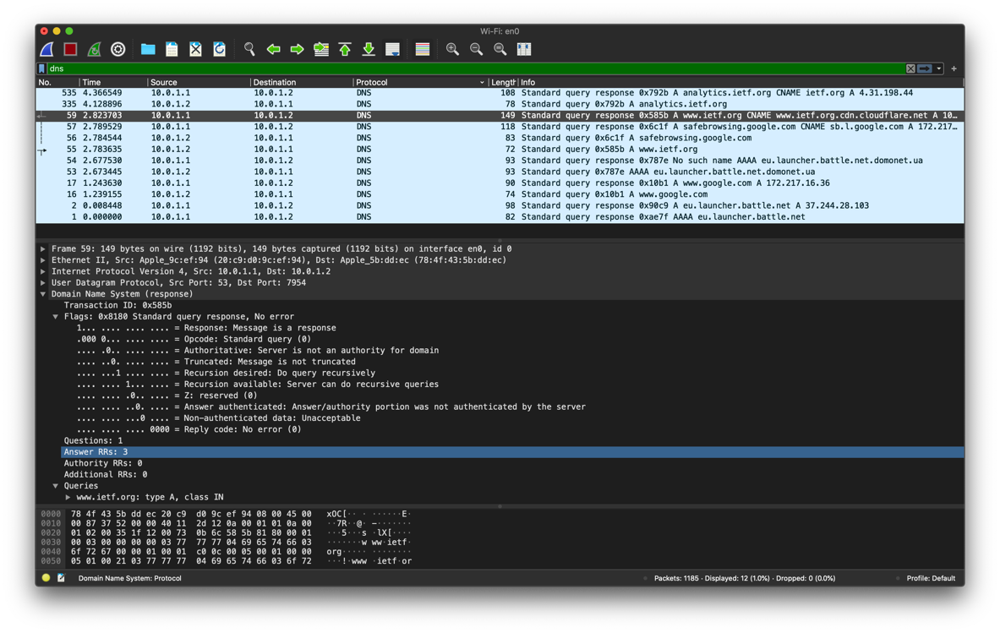 Wi-Fi: en0
dns
No. Time Source Destination Protocol Length Info
535 4.366549 10.0.1.1 10.0.1.2 DNS 108 Standard query response 0x792b A analytics.ietf.org CNAME ietf.org A 4.31.198.44
335 4.128896 10.0.1.2 10.0.1.1 DNS 78 Standard query 0x792b A analytics.ietf.org
59 2.823703 10.0.1.1 10.0.1.2 DNS 149 Standard query response 0x585b A www.ietf.org CNAME www.ietf.org.cdn.cloudflare.net A 10…
57 2.789529 10.0.1.1 10.0.1.2 DNS 118 Standard query response 0x6c1f A safebrowsing.google.com CNAME sb.l.google.com A 172.217…
56 2.784544 10.0.1.2 10.0.1.1 DNS 83 Standard query 0x6c1f A safebrowsing.google.com
55 2.783635 10.0.1.2 10.0.1.1 DNS 72 Standard query 0x585b A www.ietf.org
54 2.677530 10.0.1.1 10.0.1.2 DNS 93 Standard query response 0x787e No such name AAAA eu.launcher.battle.net.domonet.ua
53 2.673445 10.0.1.2 10.0.1.1 DNS 93 Standard query 0x787e AAAA eu.launcher.battle.net.domonet.ua
17 1.243630 10.0.1.1 10.0.1.2 DNS 90 Standard query response 0x10b1 A www.google.com A 172.217.16.36
16 1.239155 10.0.1.2 10.0.1.1 DNS 74 Standard query 0x10b1 A www.google.com
2 0.008448 10.0.1.1 10.0.1.2 DNS 98 Standard query response 0x90c9 A eu.launcher.battle.net A 37.244.28.103
1 0.000000 10.0.1.1 10.0.1.2 DNS 82 Standard query response 0xae7f AAAA eu.launcher.battle.net
Frame 59: 149 bytes on wire (1192 bits), 149 bytes captured (1192 bits) on interface en0, id 0
Ethernet II, Src: Apple_9c:ef:94 (20:c9:d0:9c:ef:94), Dst: Apple_5b:dd:ec (78:4f:43:5b:dd:ec)
Internet Protocol Version 4, Src: 10.0.1.1, Dst: 10.0.1.2
User Datagram Protocol, Src Port: 53, Dst Port: 7954
Domain Name System (response)
Transaction ID: 0x585b
Flags: 0x8180 Standard query response, No error
1... .... .... .... = Response: Message is a response
.000 0... .... .... = Opcode: Standard query (0)
.... .0.. .... .... = Authoritative: Server is not an authority for domain
.... ..0. .... .... = Truncated: Message is not truncated
.... ...1 .... .... = Recursion desired: Do query recursively
.... .... 1... .... = Recursion available: Server can do recursive queries
.... .... .0.. .... = Z: reserved (0)
.... .... ..0. .... = Answer authenticated: Answer/authority portion was not authenticated by the server
.... .... ...0 .... = Non-authenticated data: Unacceptable
.... .... .... 0000 = Reply code: No error (0)
Questions: 1
Answer RRs: 3
Authority RRs: 0
Additional RRs: 0
Queries
www.ietf.org: type A, class IN
0000 78 4f 43 5b dd ec 20 c9 d0 9c ef 94 08 00 45 00 xOC[·· · ······E·
0010 00 87 37 52 00 00 40 11 2d 12 0a 00 01 01 0a 00 ··7R··@· -·······
0020 01 02 00 35 1f 12 00 73 0b 6c 58 5b 81 80 00 01 ···5···s ·lX[····
0030 00 03 00 00 00 00 03 77 77 77 04 69 65 74 66 03 ·······w ww·ietf·
0040 6f 72 67 00 00 01 00 01 c0 0c 00 05 00 01 00 00 org····· ········
0050 05 01 00 21 03 77 77 77 04 69 65 74 66 03 6f 72 ···!·www ·ietf·or
Domain Name System: Protocol
Packets: 1185 · Displayed: 12 (1.0%) · Dropped: 0 (0.0%)
Profile: Default